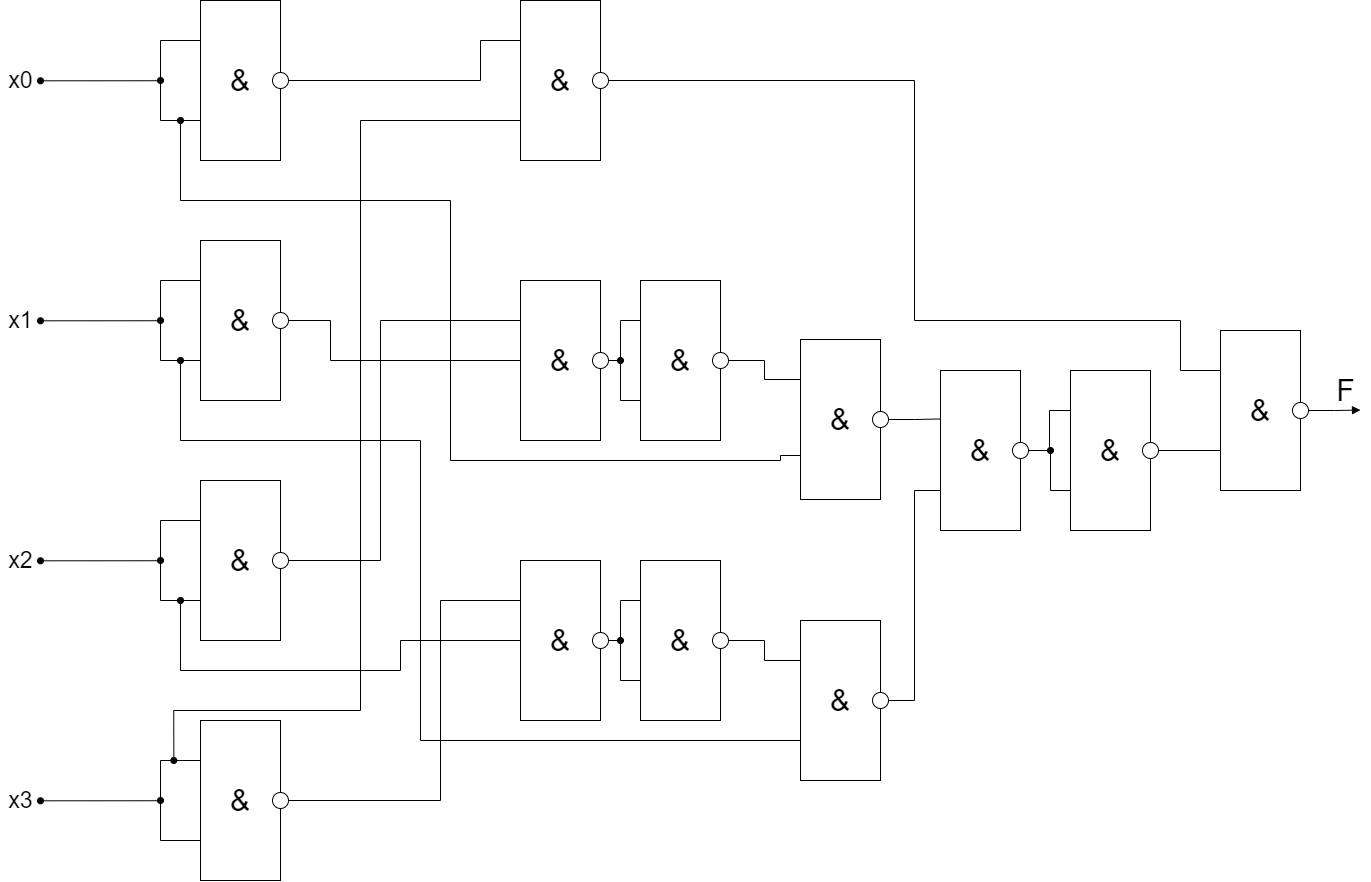 x0 & &
x1 & & & & F
& & & &
x2 &
& & &
x3 &